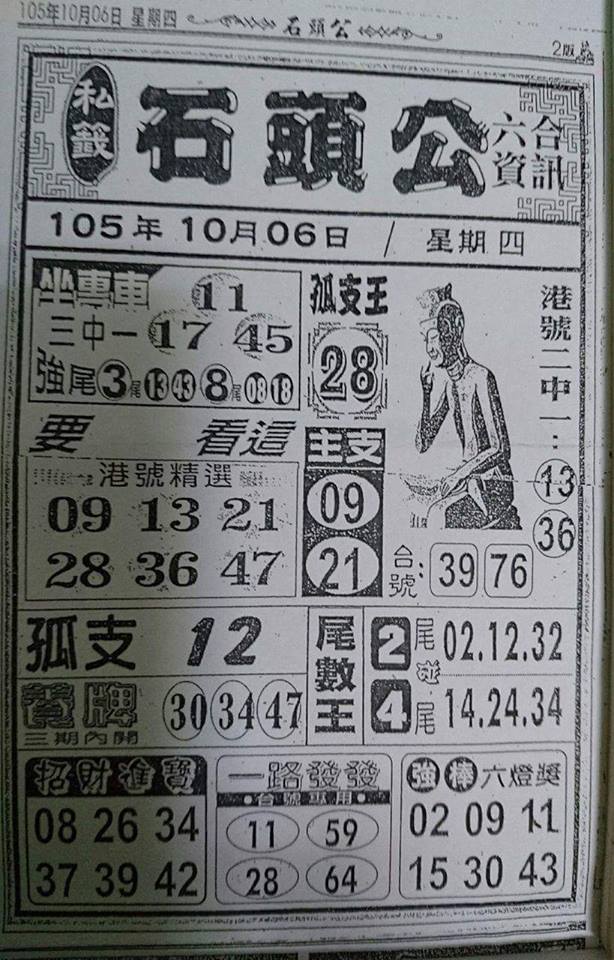 105年10月06日 星期四
石頭公
2版
私籤
石頭公
六合資訊
105年10月06日 / 星期四
坐專車
三中一
11
17 45
強尾 3尾 13 43 8尾 08 18
孤支王
28
港號二中一:
13
36
要看這
港號精選
09 13 21
28 36 47
主支
09
21
台號: 39 76
孤支 12
牌
三期內開
30 34 47
尾數王
2尾 02.12.32
碰
4尾 14.24.34
招財進寶
08 26 34
37 39 42
一路發發
台號專用
11 59
28 64
強棒六燈獎
02 09 11
15 30 43